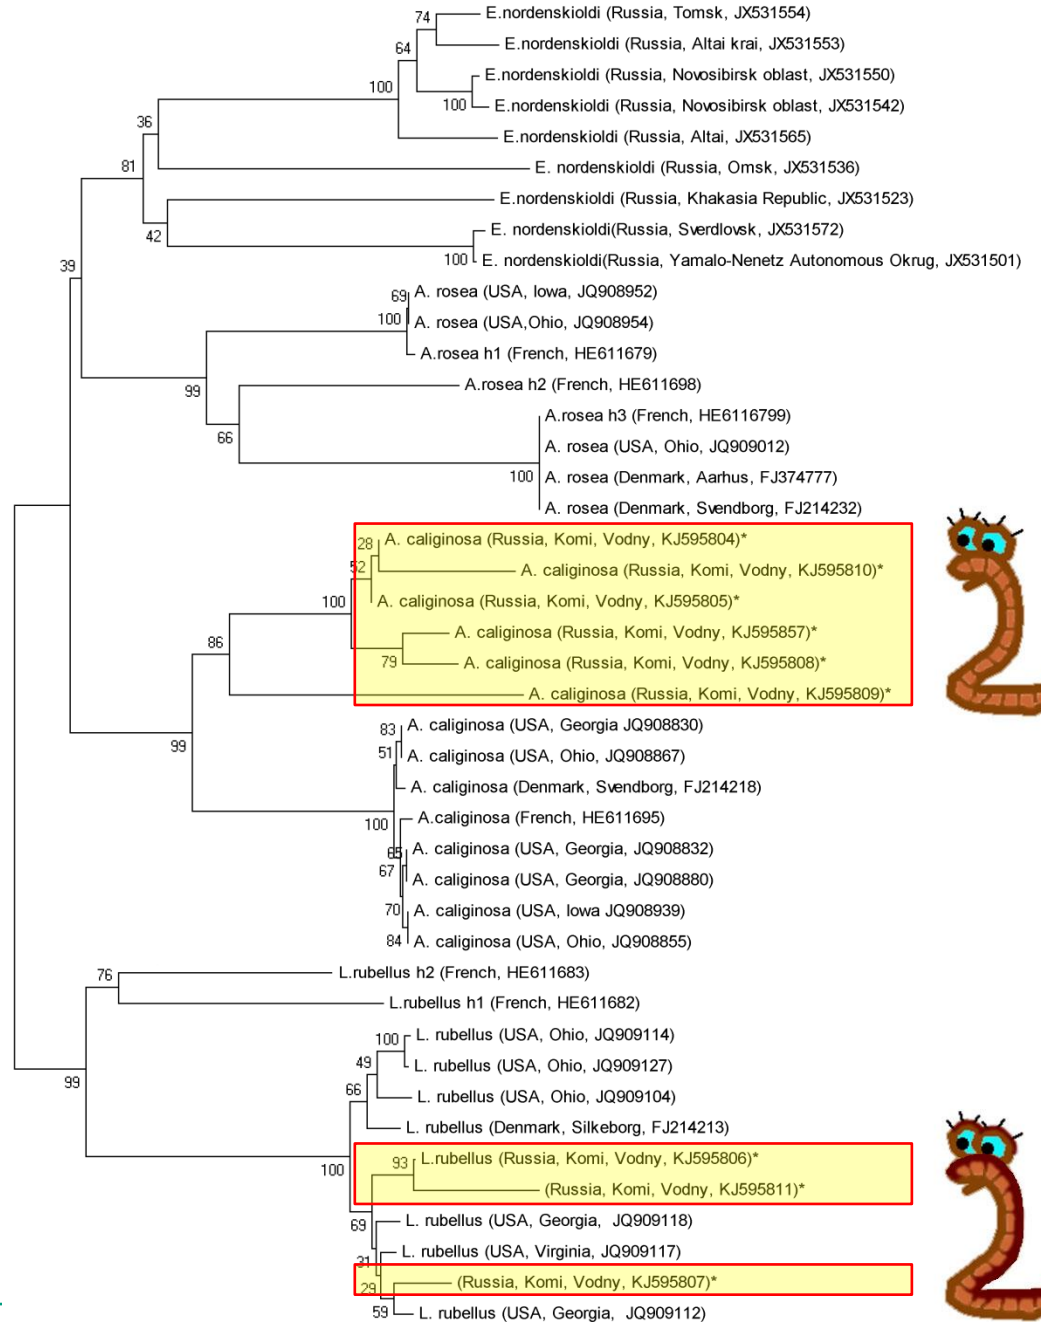 E.nordenskioldi (Russia, Tomsk, JX531554)
74
E.nordenskioldi (Russia, Altai krai, JX531553)
64
E.nordenskioldi (Russia, Novosibirsk oblast, JX531550)
100
100
E.nordenskioldi (Russia, Novosibirsk oblast, JX531542)
36
E.nordenskioldi (Russia, Altai, JX531565)
81
E. nordenskioldi (Russia, Omsk, JX531536)
E.nordenskioldi (Russia, Khakasia Republic, JX531523)
42
E. nordenskioldi(Russia, Sverdlovsk, JX531572)
100
E. nordenskioldi(Russia, Yamalo-Nenetz Autonomous Okrug, JX531501)
39
69
A. rosea (USA, Iowa, JQ908952)
100
A. rosea (USA,Ohio, JQ908954)
A.rosea h1 (French, HE611679)
99
A.rosea h2 (French, HE611698)
A.rosea h3 (French, HE6116799)
66
A. rosea (USA, Ohio, JQ909012)
100
A. rosea (Denmark, Aarhus, FJ374777)
A. rosea (Denmark, Svendborg, FJ214232)
28
A. caliginosa (Russia, Komi, Vodny, KJ595804)*
52
A. caliginosa (Russia, Komi, Vodny, KJ595810)*
100
A. caliginosa (Russia, Komi, Vodny, KJ595805)*
A. caliginosa (Russia, Komi, Vodny, KJ595857)*
86
79
A. caliginosa (Russia, Komi, Vodny, KJ595808)*
A. caliginosa (Russia, Komi, Vodny, KJ595809)*
99
83
A. caliginosa (USA, Georgia JQ908830)
51
A. caliginosa (USA, Ohio, JQ908867)
A. caliginosa (Denmark, Svendborg, FJ214218)
100
A.caliginosa (French, HE611695)
65
A. caliginosa (USA, Georgia, JQ908832)
67
A. caliginosa (USA, Georgia, JQ908880)
70
A. caliginosa (USA, Iowa JQ908939)
84
A. caliginosa (USA, Ohio, JQ908855)
76
L.rubellus h2 (French, HE611683)
L.rubellus h1 (French, HE611682)
99
100
L. rubellus (USA, Ohio, JQ909114)
49
L. rubellus (USA, Ohio, JQ909127)
66
L. rubellus (USA, Ohio, JQ909104)
L. rubellus (Denmark, Silkeborg, FJ214213)
100
93
L.rubellus (Russia, Komi, Vodny, KJ595806)*
(Russia, Komi, Vodny, KJ595811)*
69
L. rubellus (USA, Georgia, JQ909118)
31
L. rubellus (USA, Virginia, JQ909117)
29
(Russia, Komi, Vodny, KJ595807)*
59
L. rubellus (USA, Georgia, JQ909112)